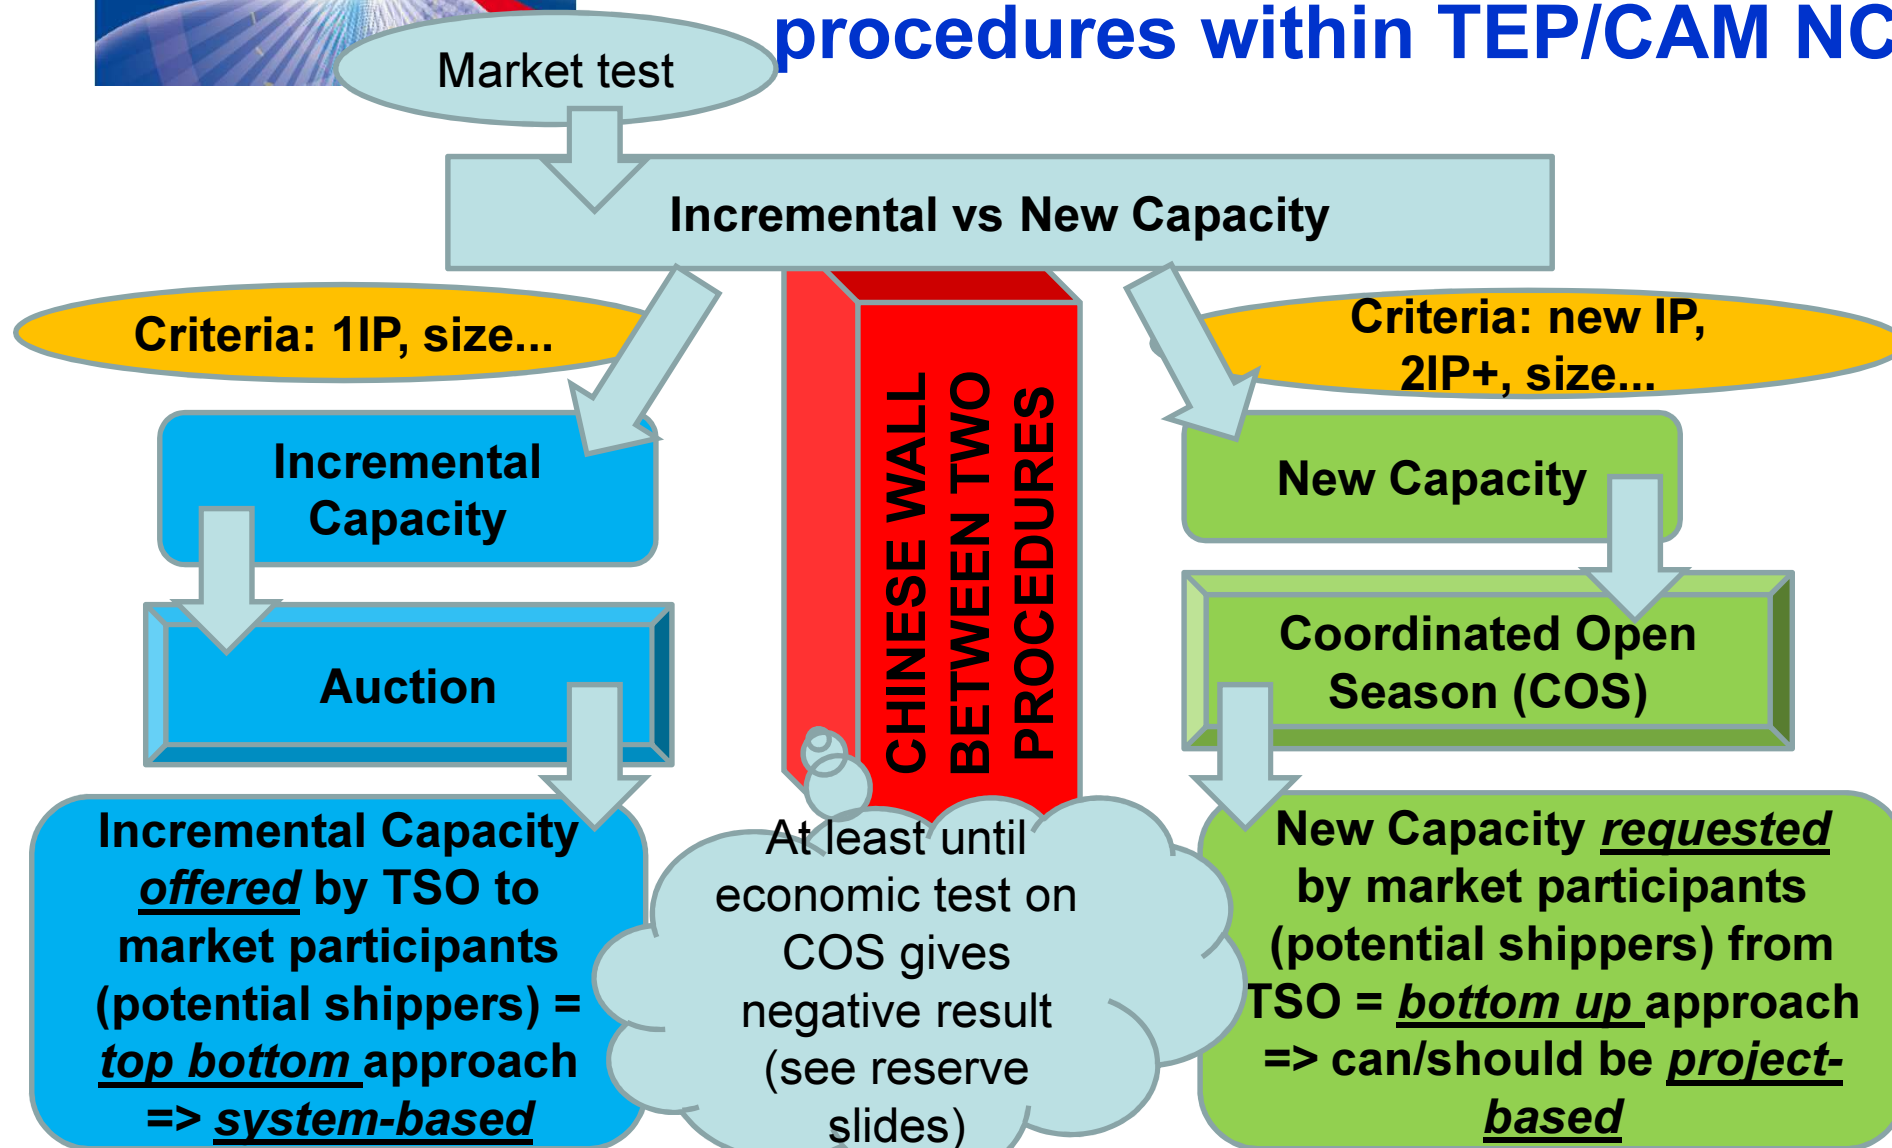 procedures within TEP/CAM NC
Market test
Incremental vs New Capacity
Criteria: 1IP, size...
Criteria: new IP,
2IP+, size...
Incremental
Capacity
CHINESE WALL
BETWEEN TWO
PROCEDURES
New Capacity
Auction
Coordinated Open
Season (COS)
Incremental Capacity
offered by TSO to
market participants
(potential shippers) =
top bottom approach
=> system-based
At least until
economic test on
COS gives
negative result
(see reserve
slides)
New Capacity requested
by market participants
(potential shippers) from
TSO = bottom up approach
=> can/should be project-
based